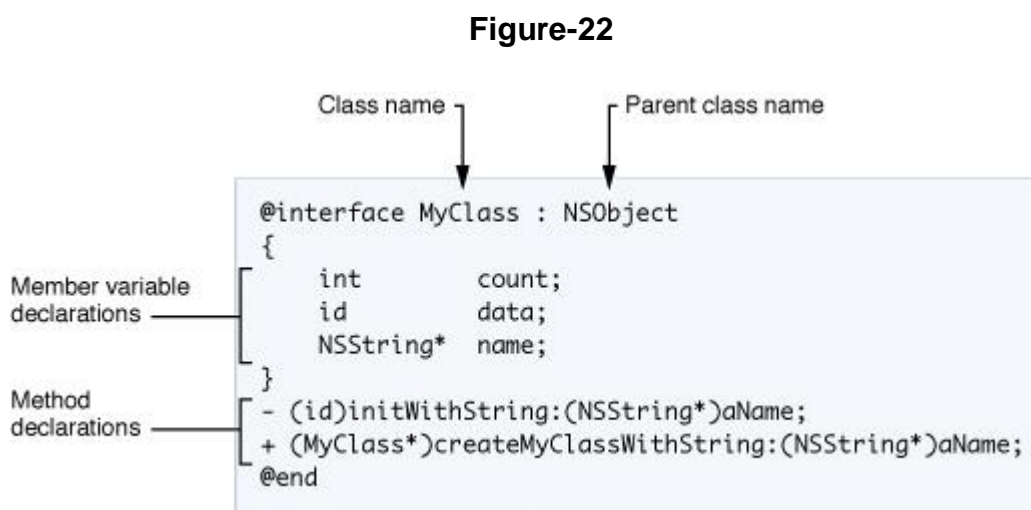 Figure-22
Class name
Parent class name
@interface MyClass : NSObject
{
Member variable
declarations
int count;
id data;
NSString* name;
}
Method
declarations
- (id)initWithString:(NSString*)aName;
+ (MyClass*)createMyClassWithString:(NSString*)aName;
@end